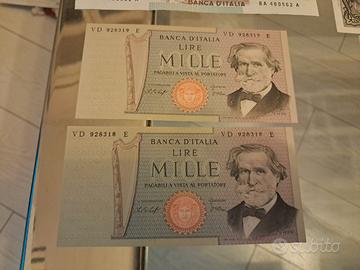 BANCA D'ITALIA
BA 480562 A
VD 928319 E
BANCA D'ITALIA
VD 928319 E
LIRE
MILLE
PAGABILI A VISTA AL PORTATORE
VD 928318 E
BANCA D'ITALIA
VD 928318 E
LIRE
MILLE
PAGABILI A VISTA AL PORTATORE
subito